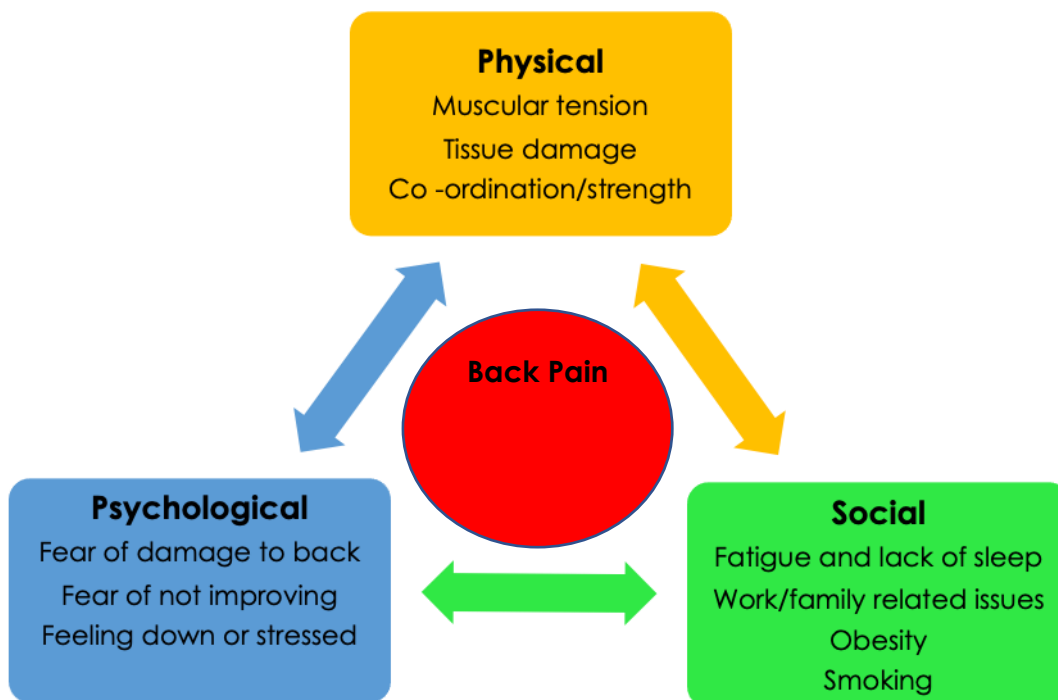 Physical
Muscular tension
Tissue damage
Co -ordination/strength
Back Pain
Psychological
Fear of damage to back
Fear of not improving
Feeling down or stressed
Social
Fatigue and lack of sleep
Work/family related issues
Obesity
Smoking